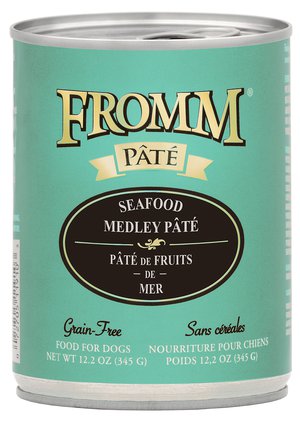 FROMM®
PÂTÉ
SEAFOOD
MEDLEY PÂTÉ
PÂTÉ DE FRUITS
DE
MER
Grain-Free
Sans céréales
FOOD FOR DOGS
NOURRITURE POUR CHIENS
NET WT 12.2 OZ (345 G)
POIDS 12,2 OZ (345 G)